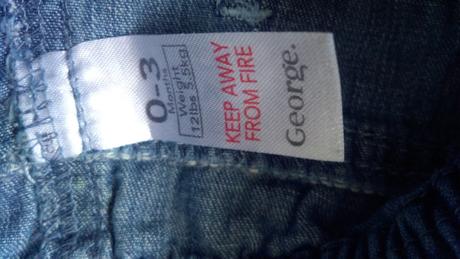 0-3
Months
Weight
12lbs 5.5kg
KEEP AWAY
FROM FIRE
George.